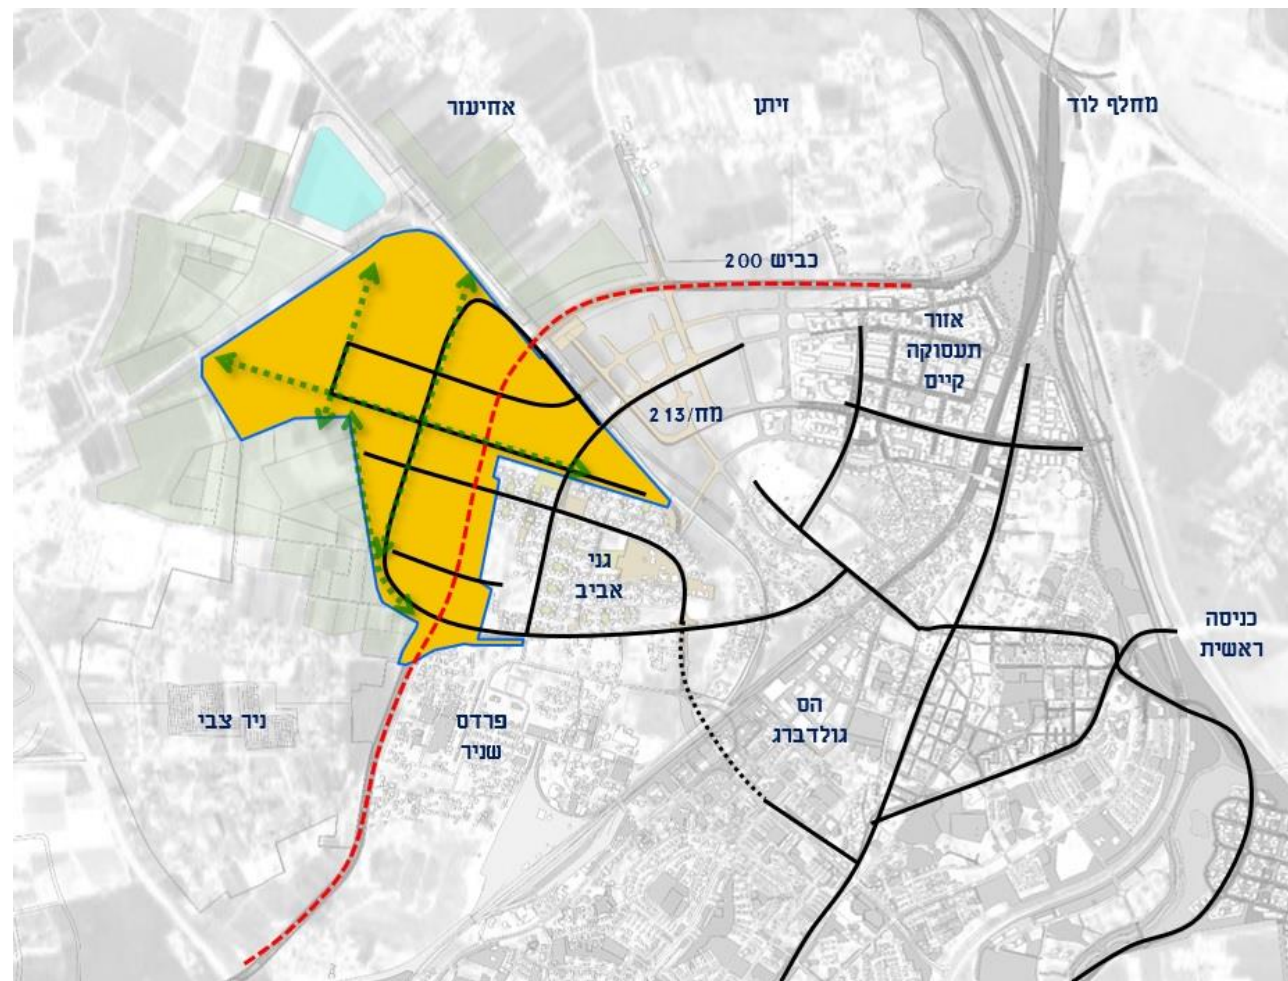 מחלף לוד
זיתן
אחיעזר
כביש 200
אזור
תעסוקה
קיים
מח/213
גני
אביב
כניסה
ראשית
הס
גולדברג
פרדס
שניר
ניר צבי